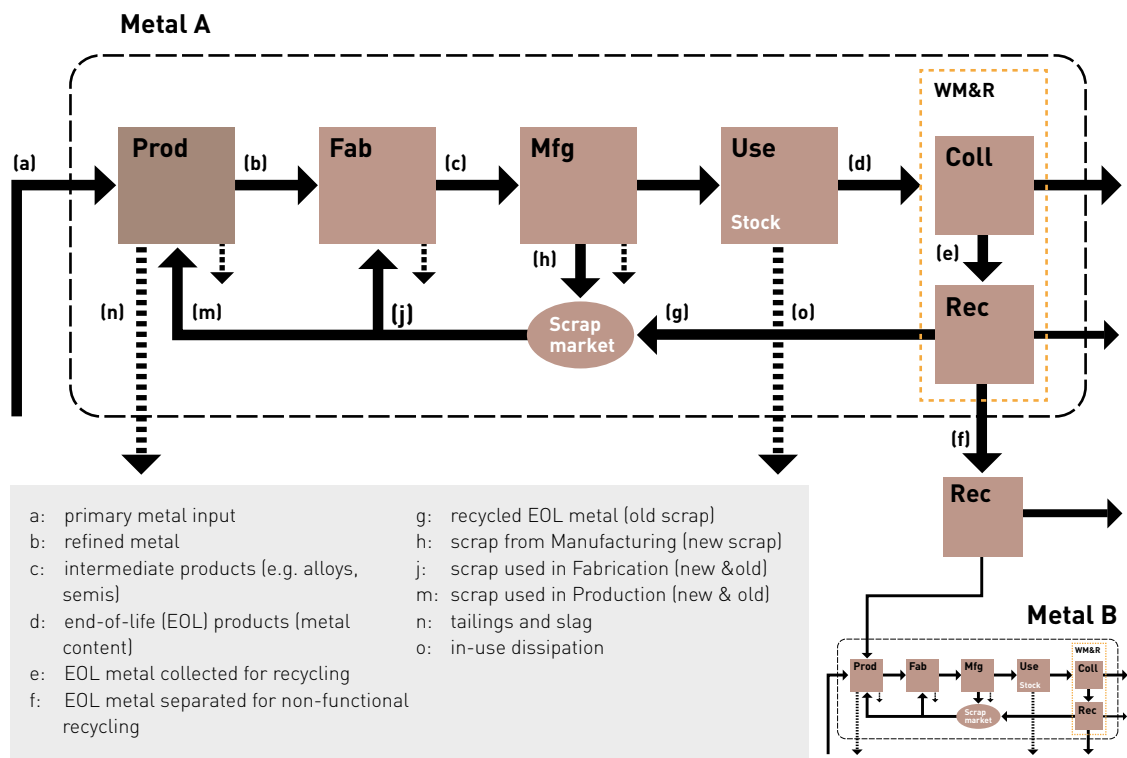 Metal A
WM&R
Prod
Fab
Mfg
Use
Coll
(a)
(b)
(c)
(d)
Stock
(h)
(e)
(n)
(m)
(j)
Scrap
market
(g)
(o)
Rec
(f)
Rec
a: primary metal input
b: refined metal
c: intermediate products (e.g. alloys,
semis)
d: end-of-life (EOL) products (metal
content)
e: EOL metal collected for recycling
f: EOL metal separated for non-functional
recycling
g: recycled EOL metal (old scrap)
h: scrap from Manufacturing (new scrap)
j: scrap used in Fabrication (new &old)
m: scrap used in Production (new & old)
n: tailings and slag
o: in-use dissipation
Metal B
WM&R
Prod
Fab
Mfg
Use
Coll
Stock
Scrap
market
Rec